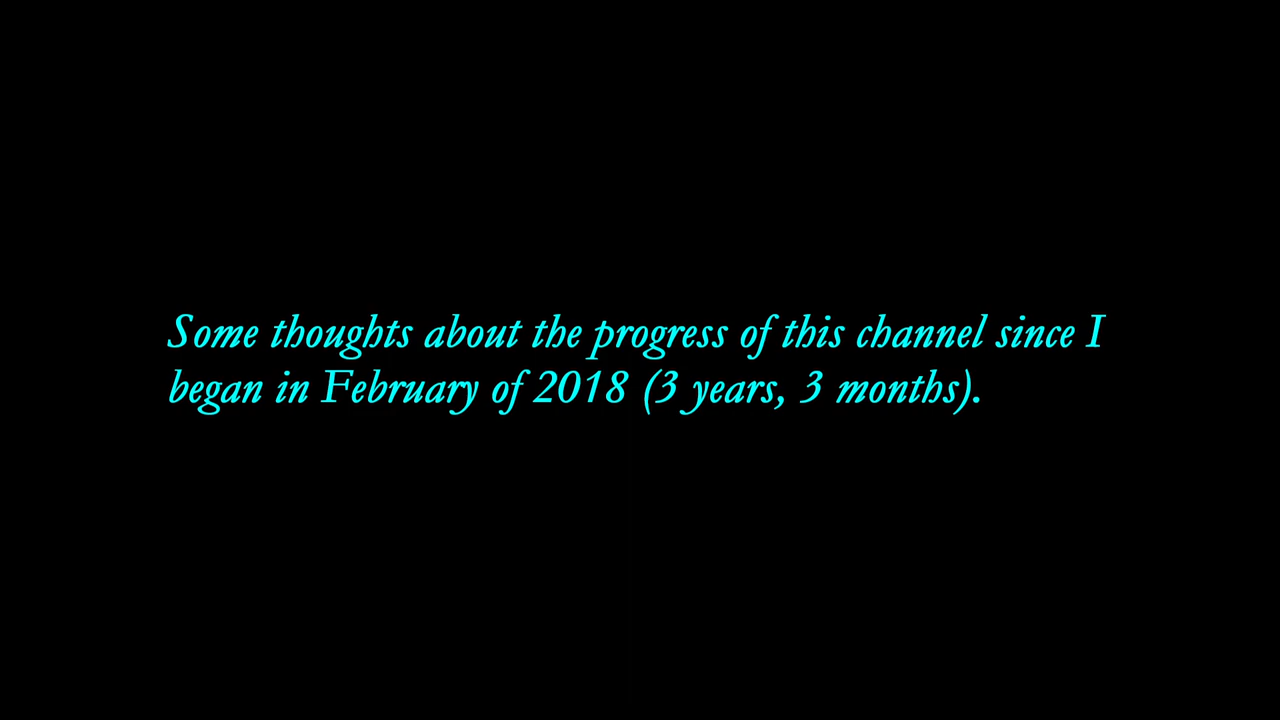 Some thoughts about the progress of this channel since I
began in February of 2018 (3 years, 3 months).